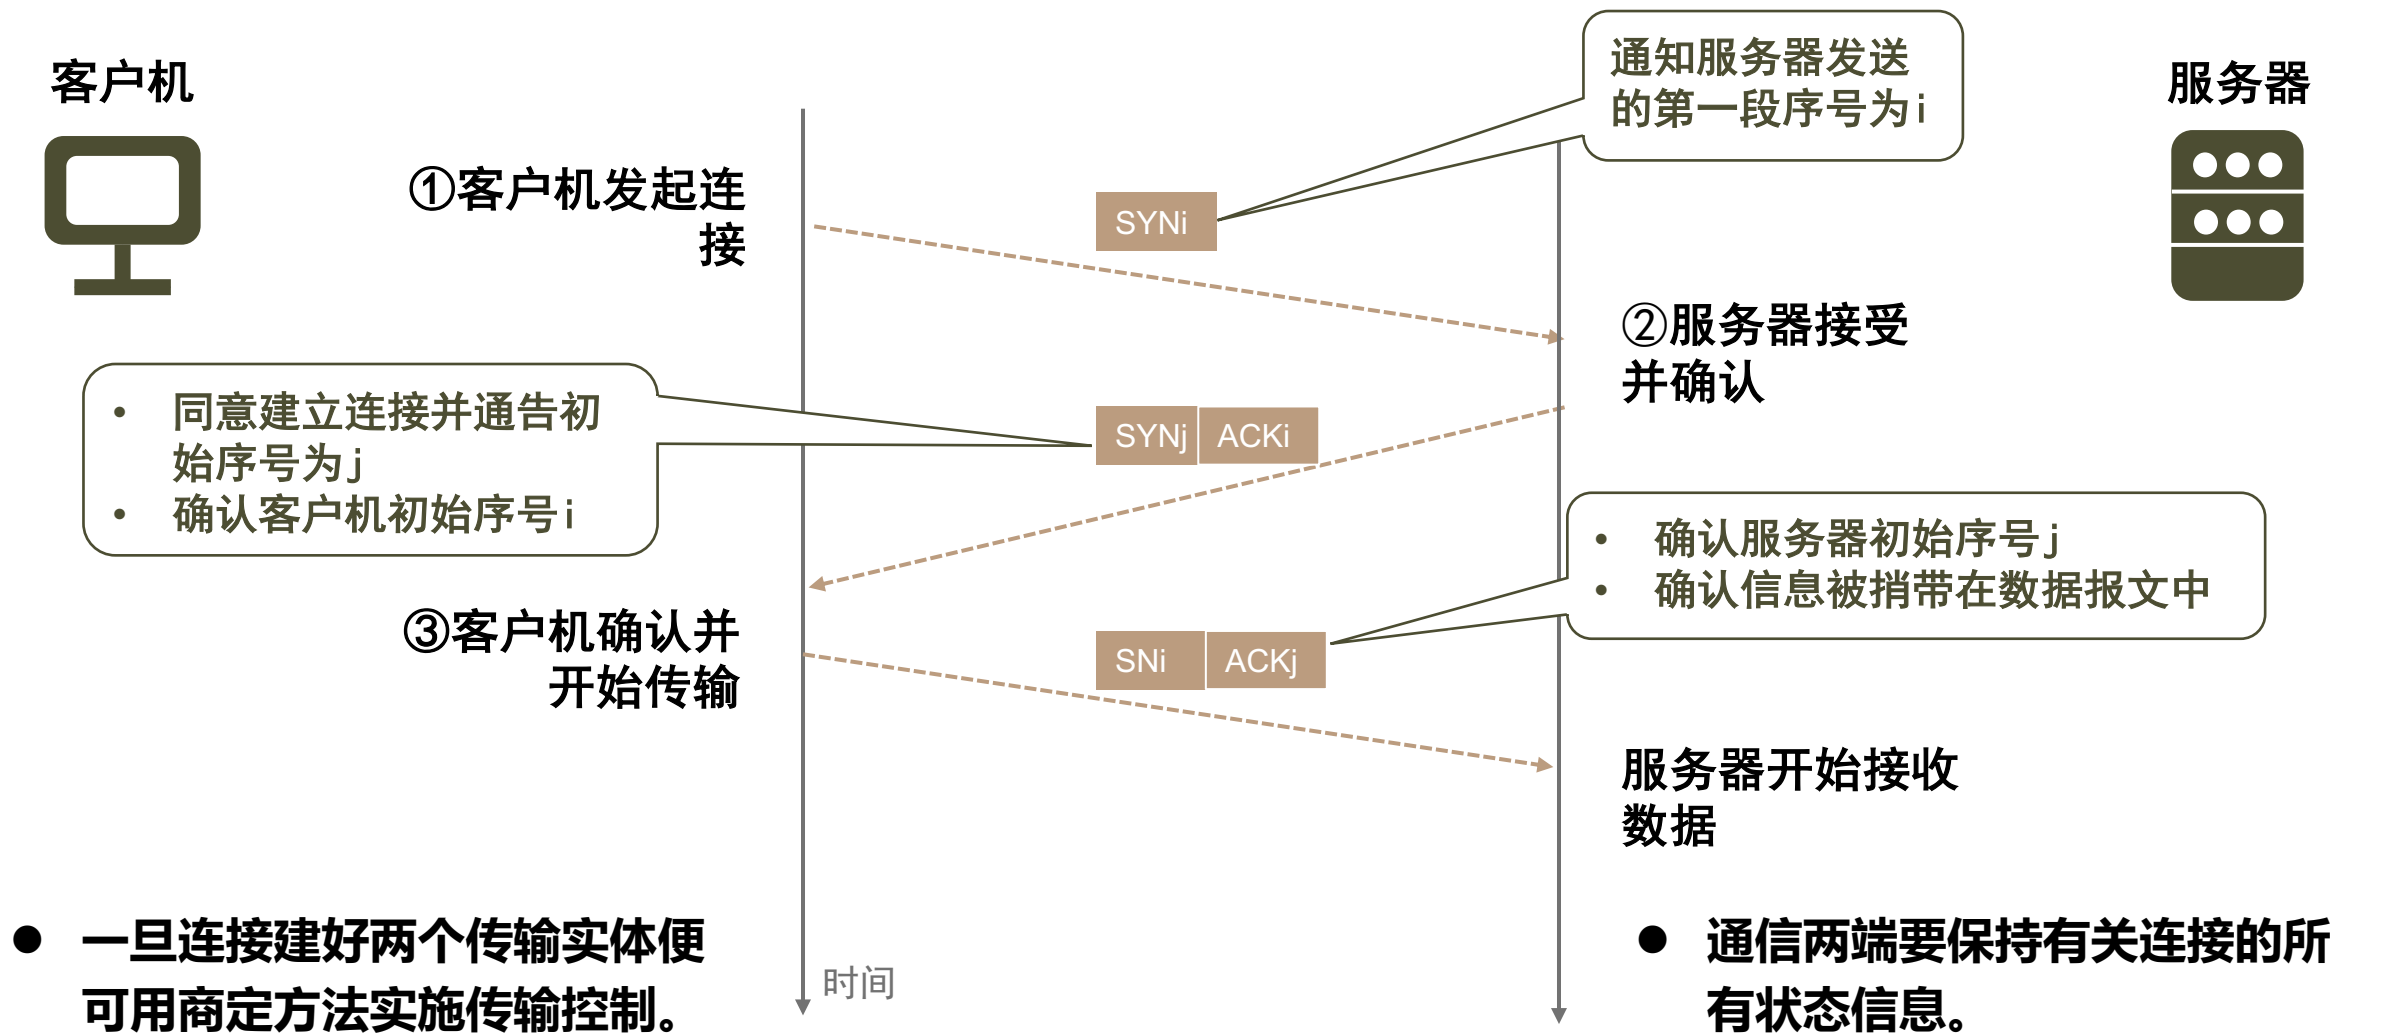 客户机
服务器
通知服务器发送
的第一段序号为i
①客户机发起连
接
SYNi
②服务器接受
并确认
• 同意建立连接并通告初
始序号为j
• 确认客户机初始序号i
SYNj ACKi
• 确认服务器初始序号j
• 确认信息被捎带在数据报文中
③客户机确认并
开始传输
SNi ACKj
服务器开始接收
数据
● 一旦连接建好两个传输实体便
可用商定方法实施传输控制。
时间
● 通信两端要保持有关连接的所
有状态信息。